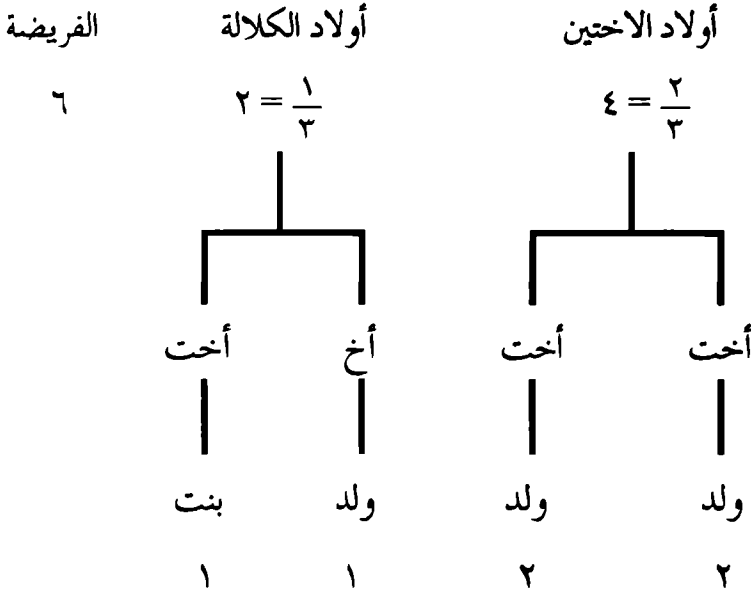 أولاد الاختين أولاد الكلالة الفريضة
٢/٣ = ٤ ١/٣ = ٢ ٦
أخت أخت أخ أخت
ولد ولد ولد بنت
٢ ٢ ١ ١